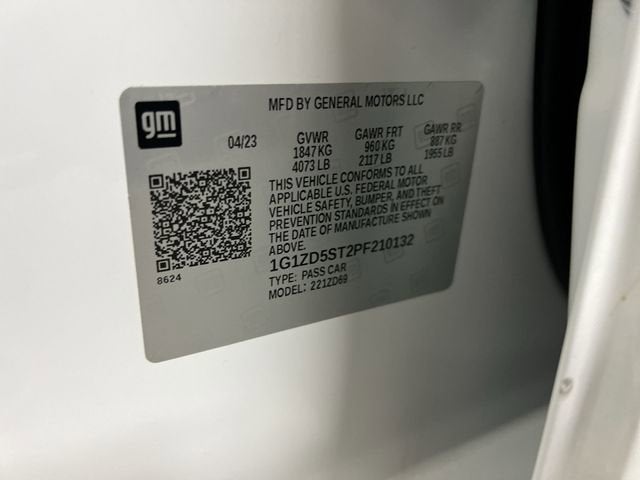 gm
MFD BY GENERAL MOTORS LLC
04/23 GVWR GAWR FRT GAWR RR
1847 KG 960 KG 887 KG
4073 LB 2117 LB 1955 LB
THIS VEHICLE CONFORMS TO ALL
APPLICABLE U.S. FEDERAL MOTOR
VEHICLE SAFETY, BUMPER, AND THEFT
PREVENTION STANDARDS IN EFFECT ON
THE DATE OF MANUFACTURE SHOWN
ABOVE.
8624
1G1ZD5ST2PF210132
TYPE: PASS CAR
MODEL: 221ZD69